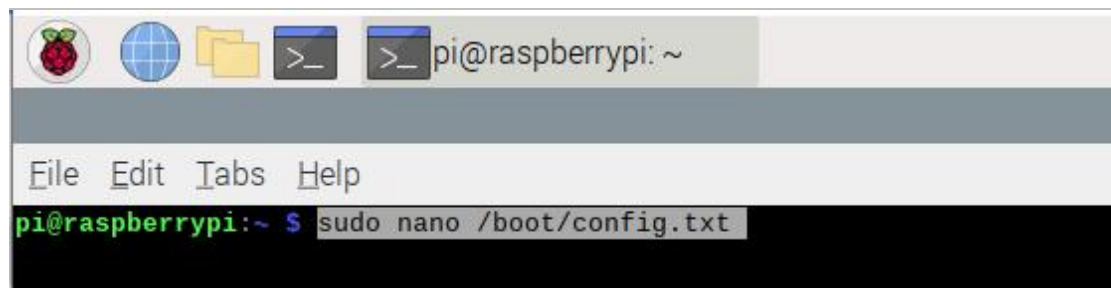 >_ >_ pi@raspberrypi: ~
File Edit Tabs Help
pi@raspberrypi:~ $ sudo nano /boot/config.txt